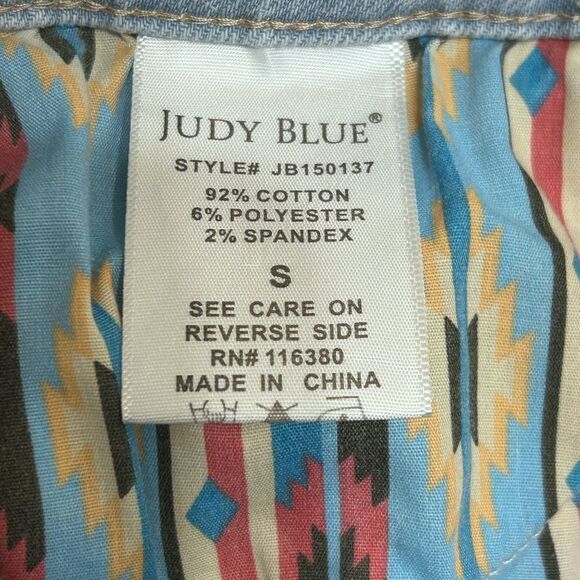 JUDY BLUE®
STYLE# JB150137
92% COTTON
6% POLYESTER
2% SPANDEX
S
SEE CARE ON
REVERSE SIDE
RN# 116380
MADE IN CHINA